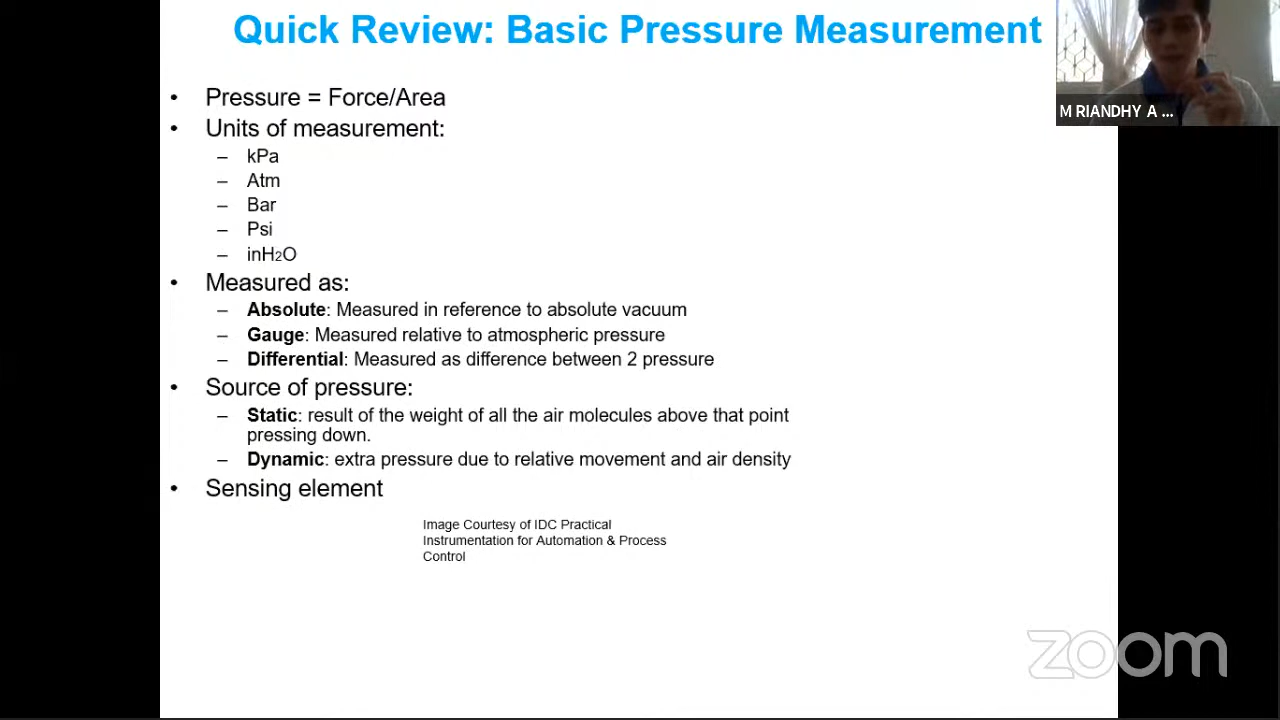 Quick Review: Basic Pressure Measurement
M RIANDHY A ...
• Pressure = Force/Area
• Units of measurement:
– kPa
– Atm
– Bar
– Psi
– inH2O
• Measured as:
– Absolute: Measured in reference to absolute vacuum
– Gauge: Measured relative to atmospheric pressure
– Differential: Measured as difference between 2 pressure
• Source of pressure:
– Static: result of the weight of all the air molecules above that point
pressing down.
– Dynamic: extra pressure due to relative movement and air density
• Sensing element
Image Courtesy of IDC Practical
Instrumentation for Automation & Process
Control
zoom